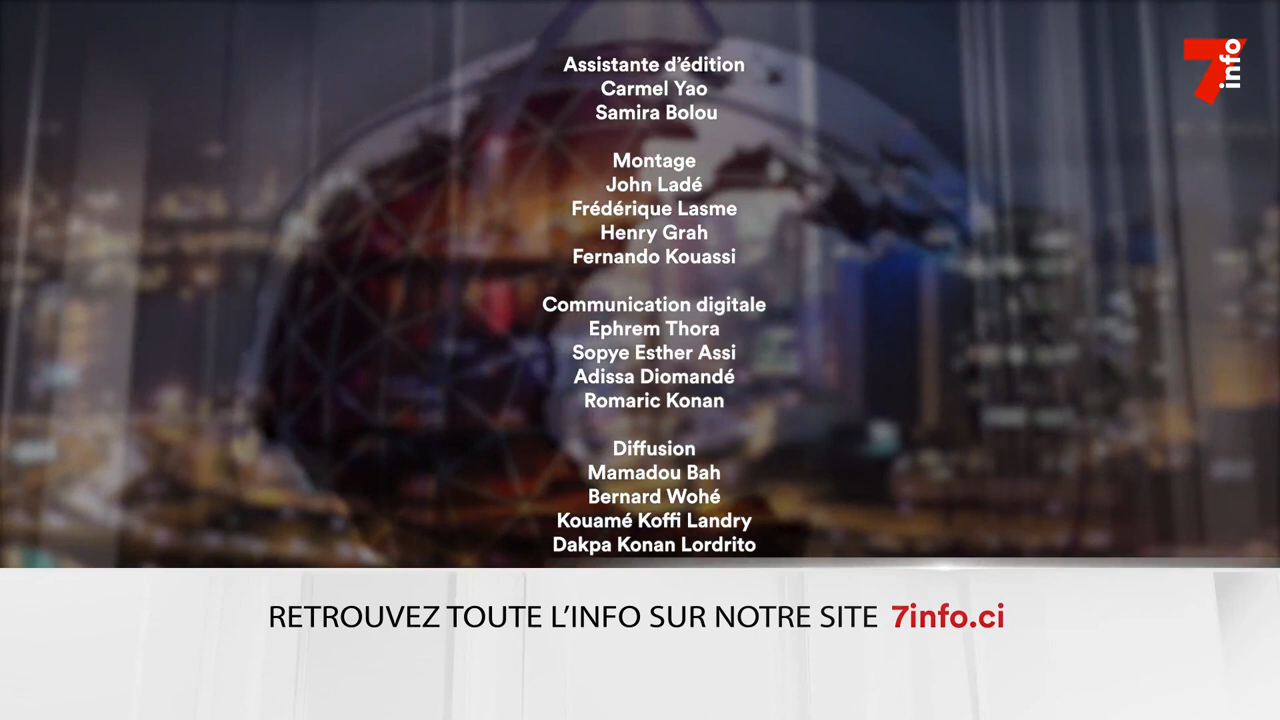 7info
Assistante d'édition
Carmel Yao
Samira Bolou
Montage
John Ladé
Frédérique Lasme
Henry Grah
Fernando Kouassi
Communication digitale
Ephrem Thora
Sopye Esther Assi
Adissa Diomandé
Romaric Konan
Diffusion
Mamadou Bah
Bernard Wohé
Kouamé Koffi Landry
Dakpa Konan Lordrito
RETROUVEZ TOUTE L'INFO SUR NOTRE SITE 7info.ci